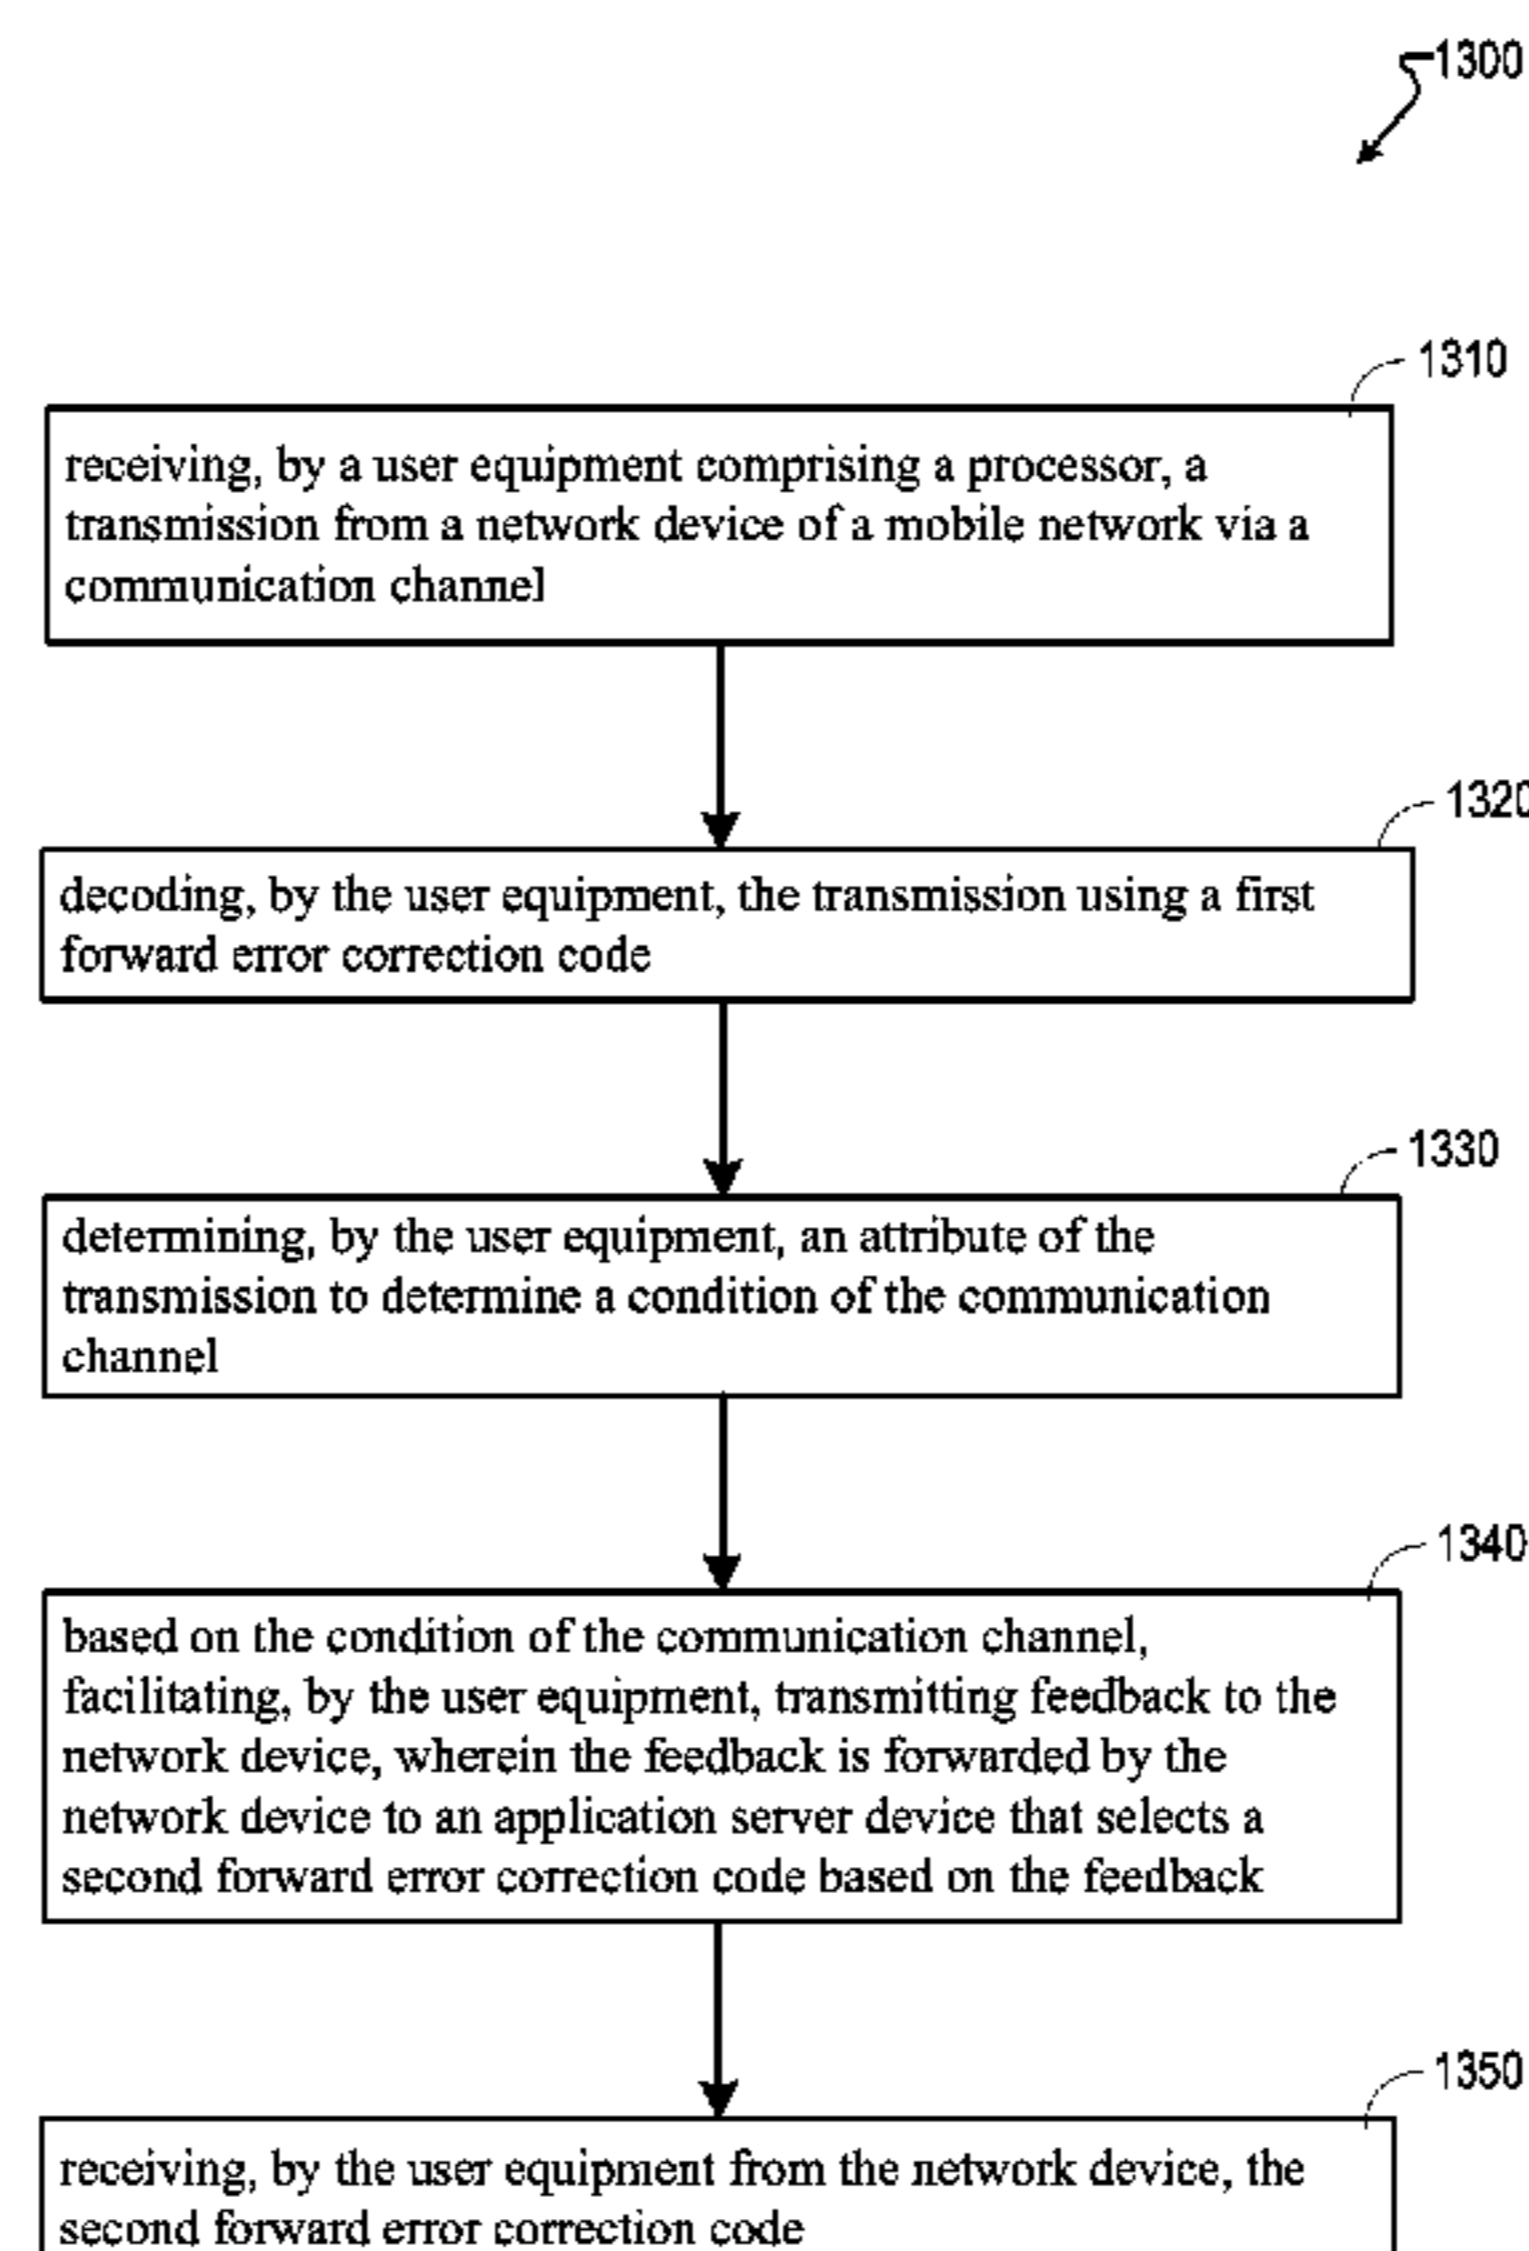 1300
1310
receiving, by a user equipment comprising a processor, a
transmission from a network device of a mobile network via a
communication channel
1320
decoding, by the user equipment, the transmission using a first
forward error correction code
1330
determining, by the user equipment, an attribute of the
transmission to determine a condition of the communication
channel
1340
based on the condition of the communication channel,
facilitating, by the user equipment, transmitting feedback to the
network device, wherein the feedback is forwarded by the
network device to an application server device that selects a
second forward error correction code based on the feedback
1350
receiving, by the user equipment from the network device, the
second forward error correction code